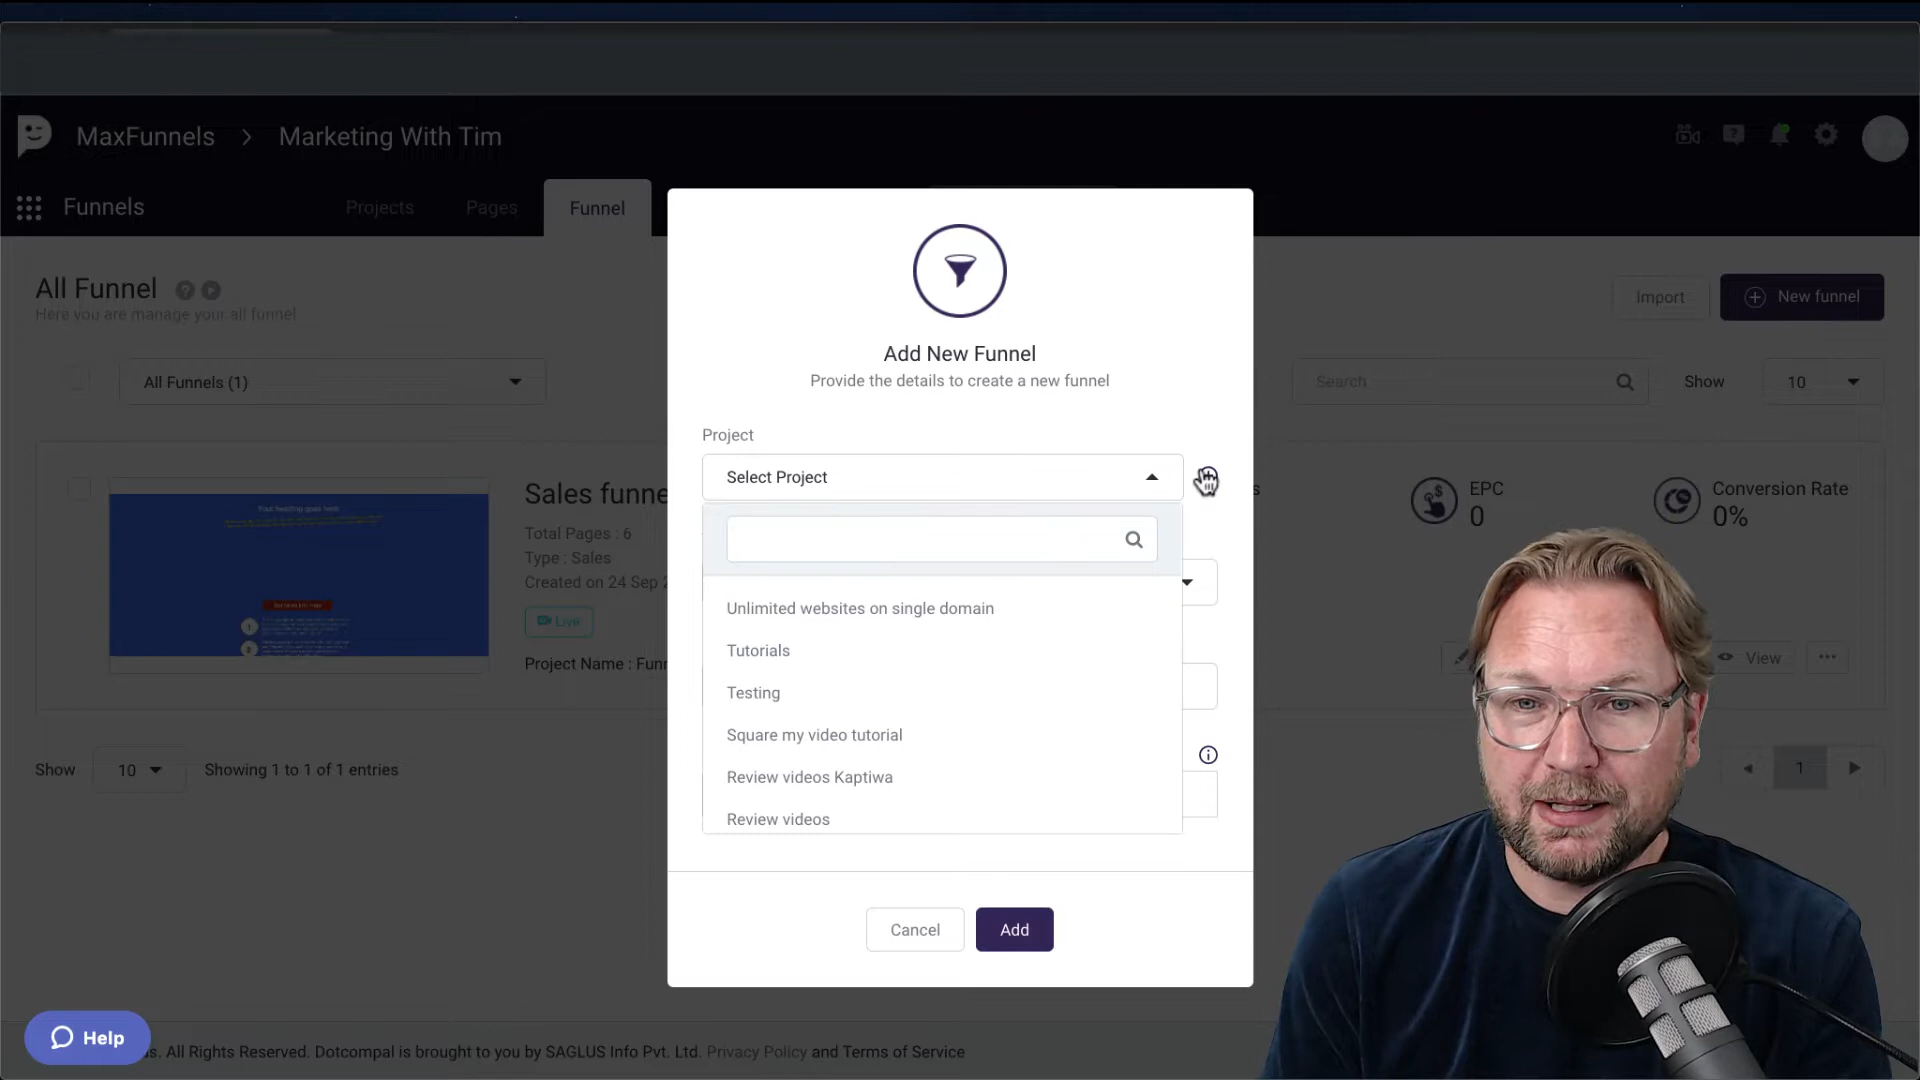 MaxFunnels > Marketing With Tim
Funnels
Projects
Pages
Funnel
All Funnel
Here you are manage your all funnel
Import
New funnel
All Funnels (1)
Search
Show
10
Sales funne
Total Pages : 6
Type : Sales
Created on 24 Sep 2
Live
Project Name : Funr
EPC
0
Conversion Rate
0%
View
Show
10
Showing 1 to 1 of 1 entries
1
Add New Funnel
Provide the details to create a new funnel
Project
Select Project
Unlimited websites on single domain
Tutorials
Testing
Square my video tutorial
Review videos Kaptiwa
Review videos
Cancel
Add
Help
s. All Rights Reserved. Dotcompal is brought to you by SAGLUS Info Pvt. Ltd. Privacy Policy and Terms of Service